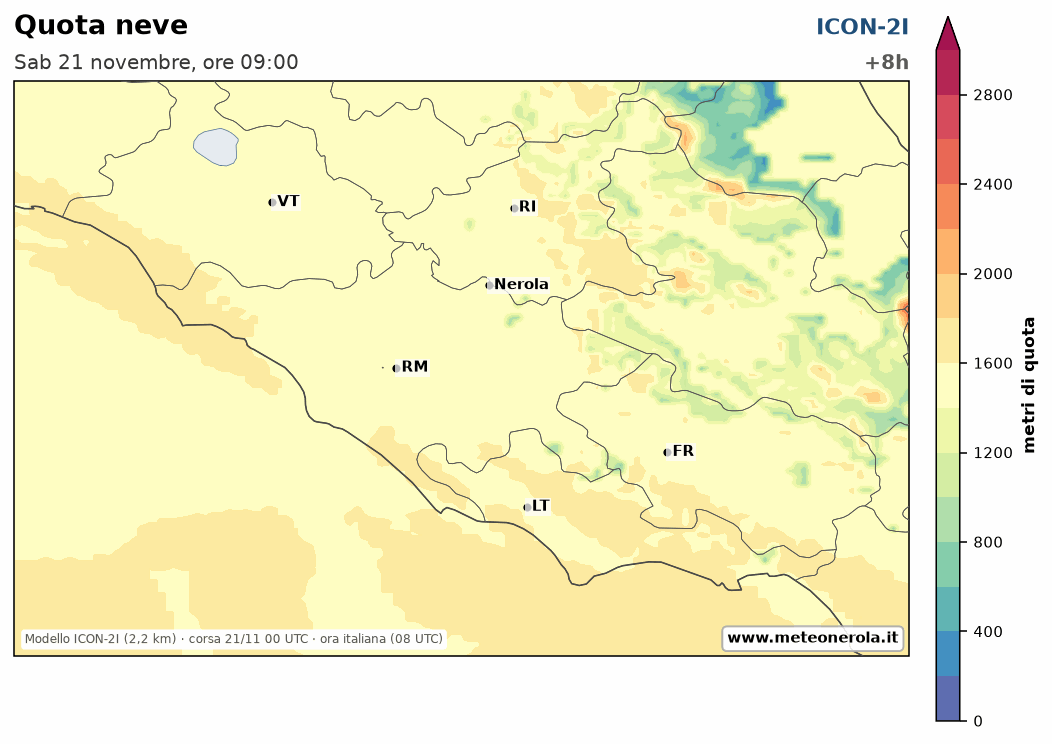 Quota neve
ICON-2I
Sab 21 novembre, ore 09:00
+8h
VT
RI
Nerola
RM
FR
LT
2800
2400
2000
1600
1200
800
400
0
metri di quota
Modello ICON-2I (2,2 km) · corsa 21/11 00 UTC · ora italiana (08 UTC)
www.meteonerola.it